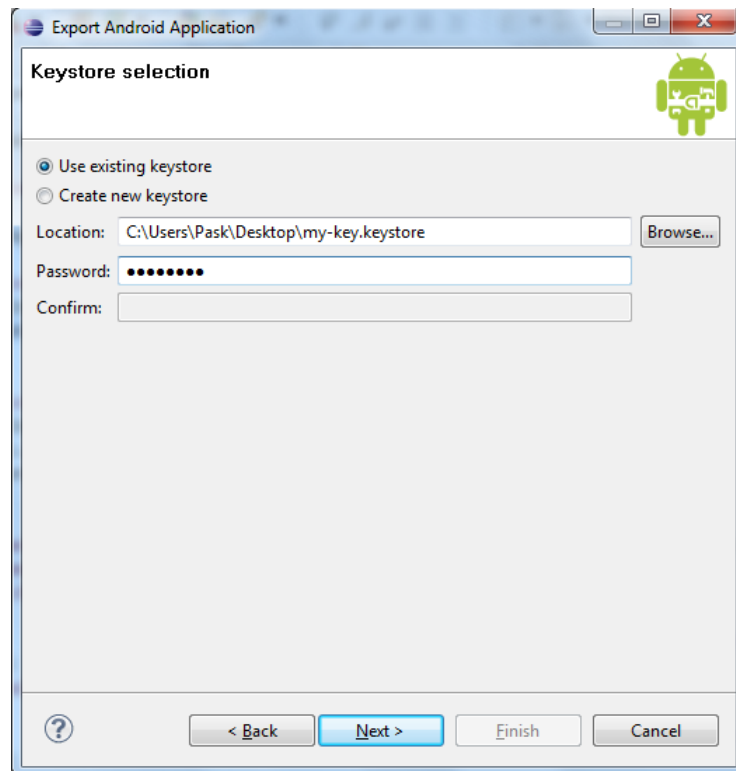 Export Android Application
Keystore selection
Use existing keystore
Create new keystore
Location: C:\Users\Pask\Desktop\my-key.keystore Browse...
Password: ●●●●●●●●
Confirm:
? < Back Next > Finish Cancel